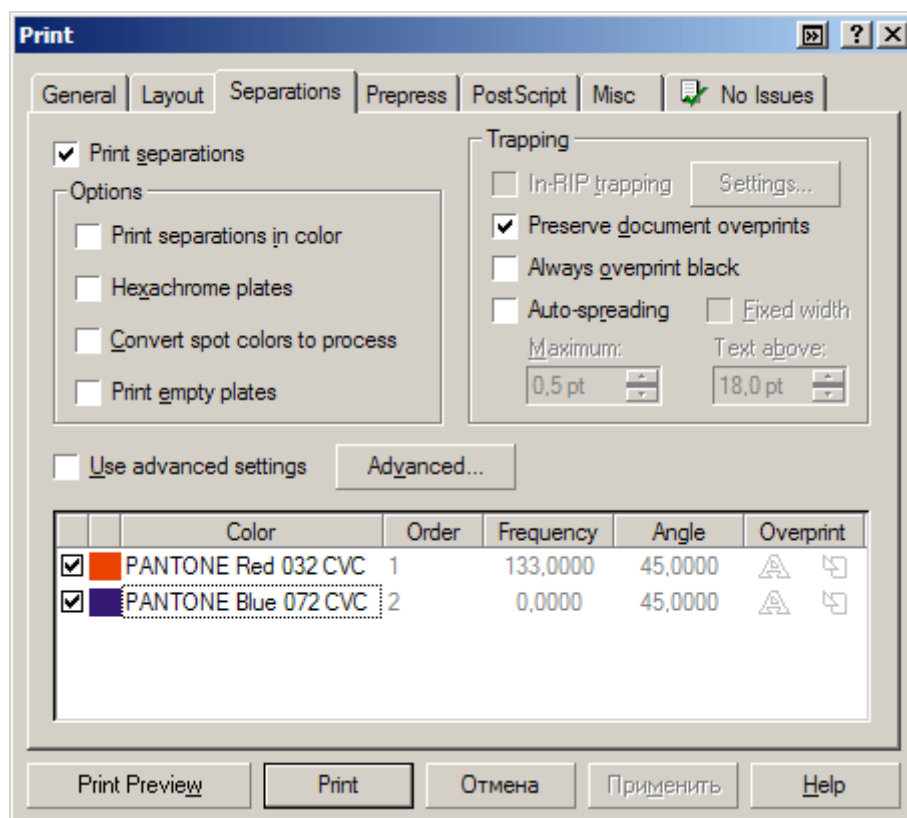 Print
General Layout Separations Prepress PostScript Misc No Issues
Print separations
Options
Print separations in color
Hexachrome plates
Convert spot colors to process
Print empty plates
Trapping
In-RIP trapping Settings...
Preserve document overprints
Always overprint black
Auto-spreading Fixed width
Maximum: Text above:
0,5 pt 18,0 pt
Use advanced settings Advanced...
Color Order Frequency Angle Overprint
PANTONE Red 032 CVC 1 133,0000 45,0000
PANTONE Blue 072 CVC 2 0,0000 45,0000
Print Preview Print Отмена Применить Help